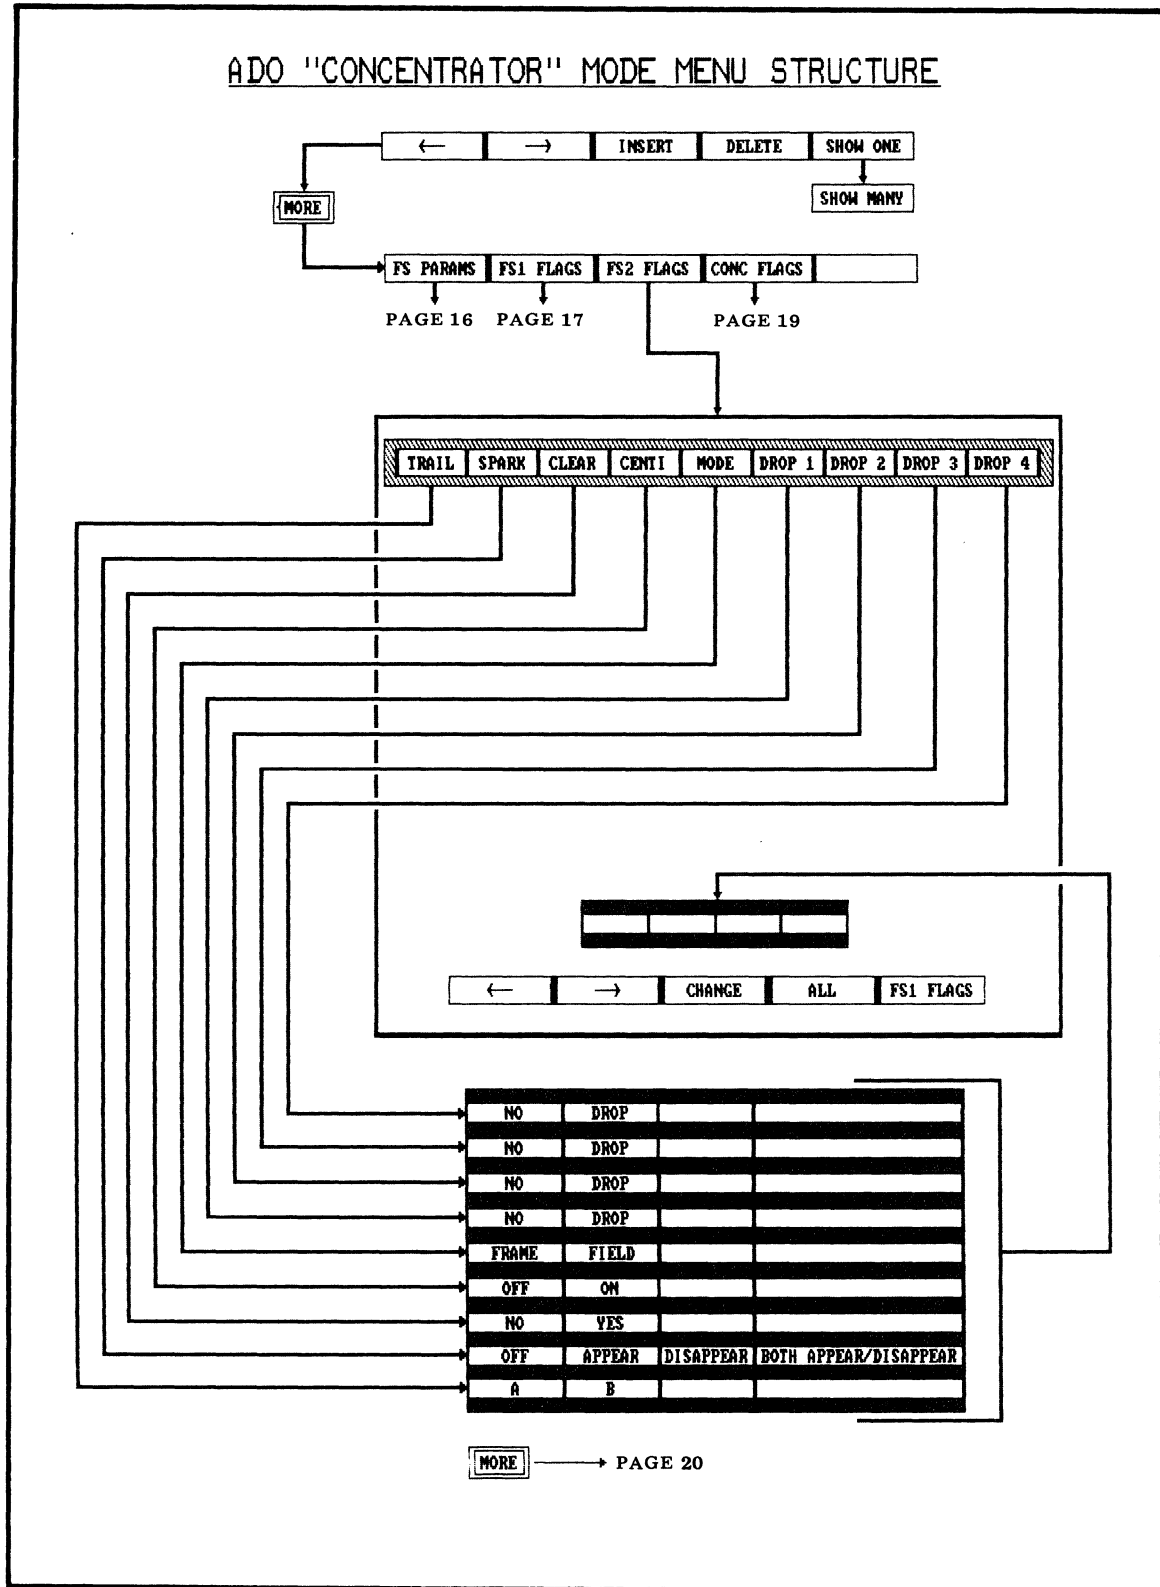 ADO "CONCENTRATOR" MODE MENU STRUCTURE
← → INSERT DELETE SHOW ONE
MORE SHOW MANY
FS PARAMS FS1 FLAGS FS2 FLAGS CONC FLAGS
PAGE 16 PAGE 17 PAGE 19
TRAIL SPARK CLEAR CENTI MODE DROP 1 DROP 2 DROP 3 DROP 4
← → CHANGE ALL FS1 FLAGS
NO DROP
NO DROP
NO DROP
NO DROP
FRAME FIELD
OFF ON
NO YES
OFF APPEAR DISAPPEAR BOTH APPEAR/DISAPPEAR
A B
MORE → PAGE 20